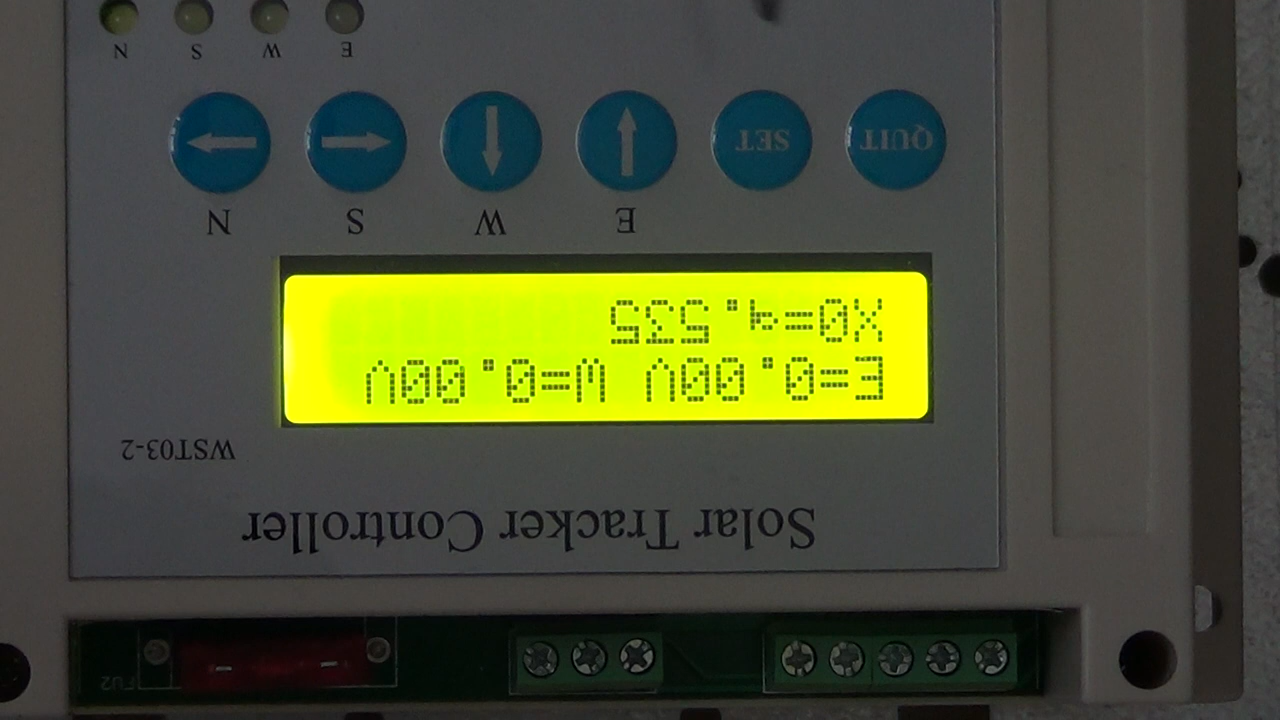 FU2
Solar Tracker Controller
WST03-2
E=0.00V W=0.00V
X0=4.535
E W S N
QUIT SET
E W S N